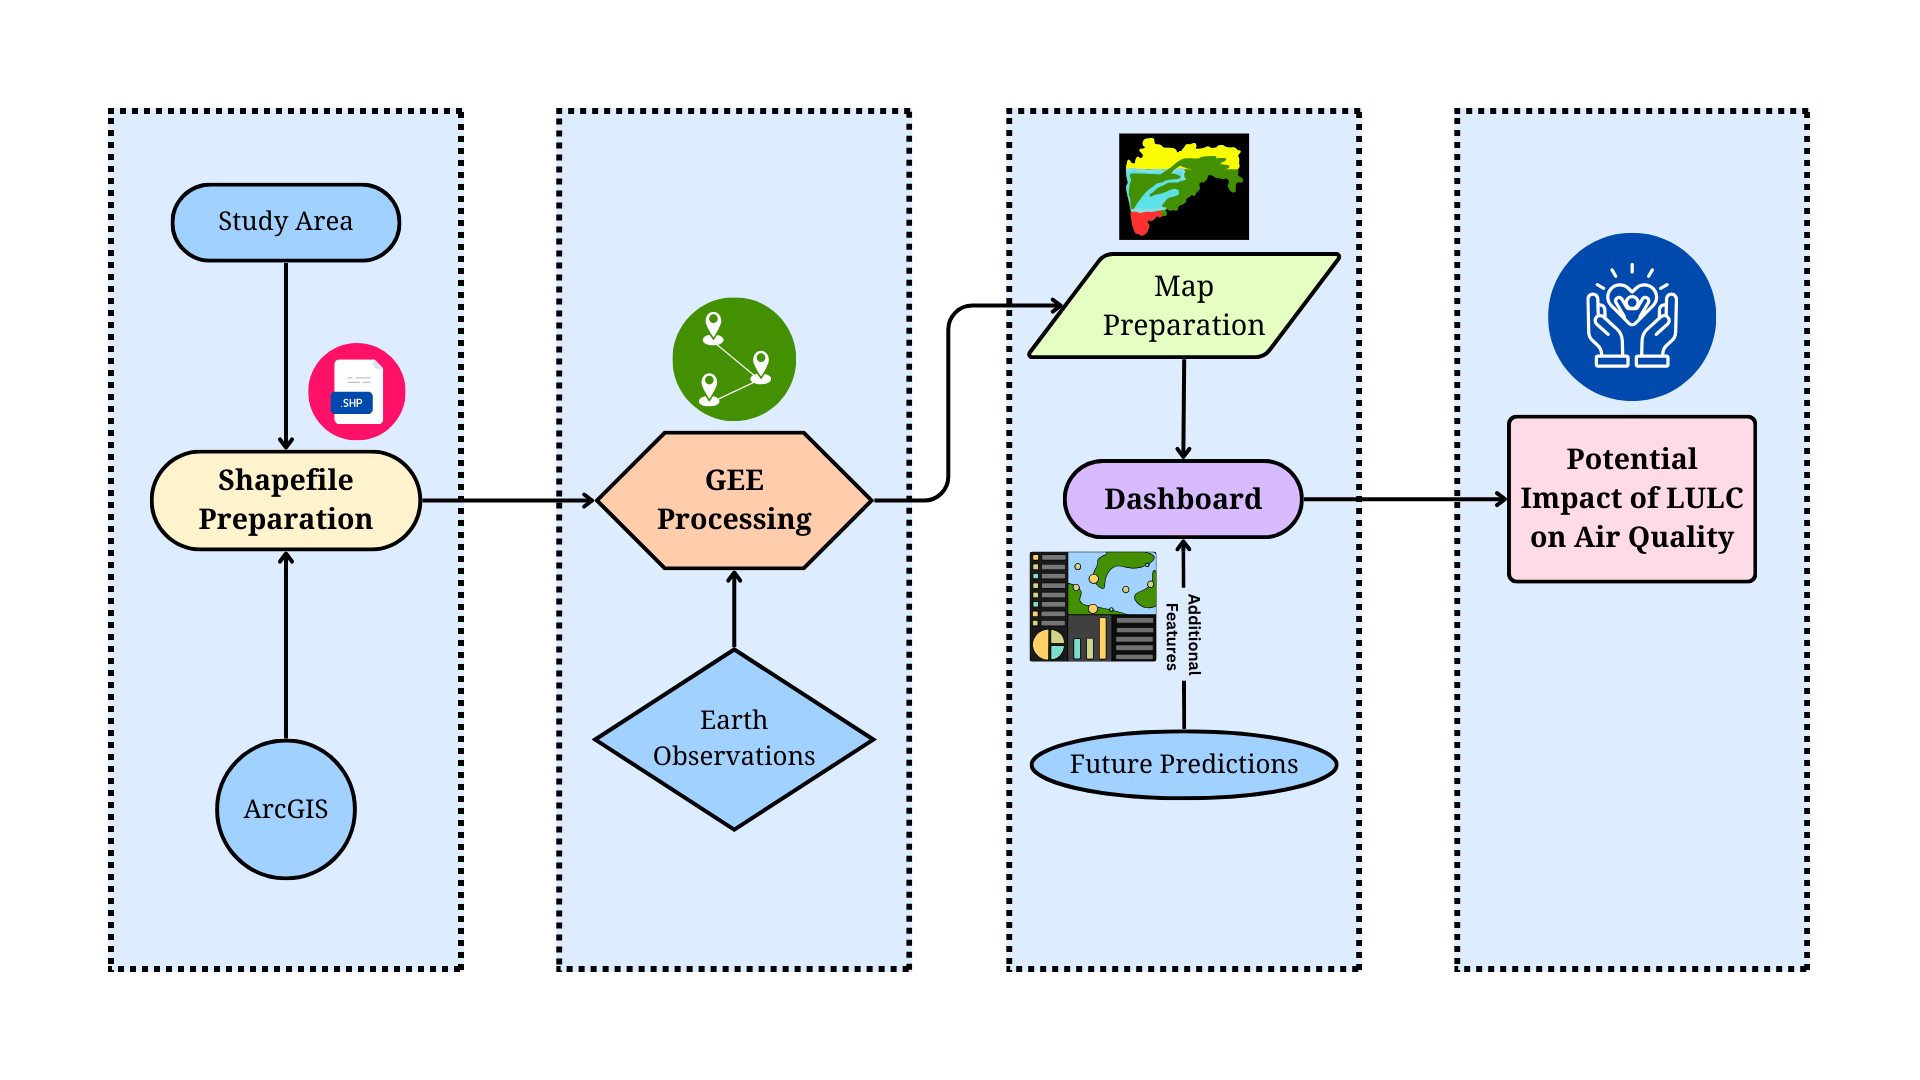 Study Area
.SHP
Shapefile
Preparation
ArcGIS
GEE
Processing
Earth
Observations
Map
Preparation
Dashboard
Additional
Features
Future Predictions
Potential
Impact of LULC
on Air Quality